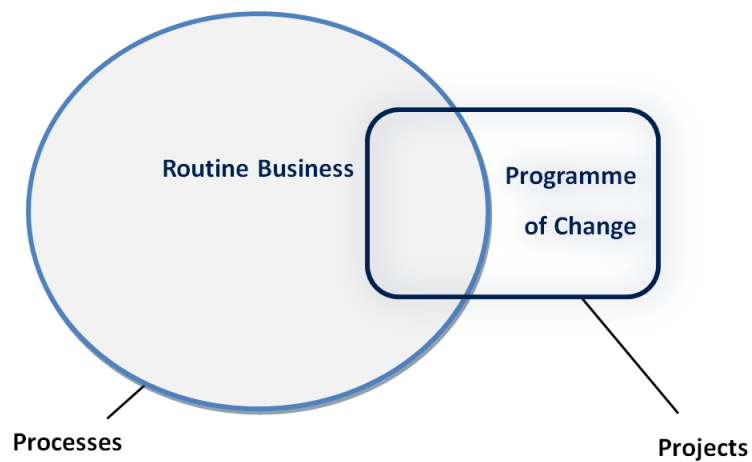 Routine Business
Programme
of Change
Processes
Projects